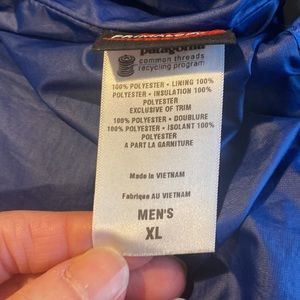 patagonia
common threads
recycling program
100% POLYESTER • LINING 100%
POLYESTER • INSULATION 100%
POLYESTER
EXCLUSIVE OF TRIM
100% POLYESTER • DOUBLURE
100% POLYESTER • ISOLANT 100%
POLYESTER
A PART LA GARNITURE
Made in VIETNAM
Fabrique AU VIETNAM
MEN'S
XL